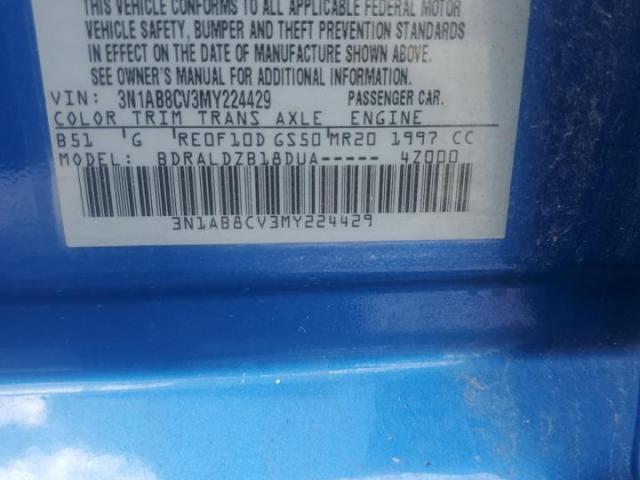 THIS VEHICLE CONFORMS TO ALL APPLICABLE FEDERAL MOTOR
VEHICLE SAFETY, BUMPER AND THEFT PREVENTION STANDARDS
IN EFFECT ON THE DATE OF MANUFACTURE SHOWN ABOVE.
SEE OWNER'S MANUAL FOR ADDITIONAL INFORMATION.
VIN: 3N1AB8CV3MY224429 PASSENGER CAR.
COLOR TRIM TRANS AXLE ENGINE
B51 G RE0F10D GS50 MR20 1997 CC
MODEL: BDRALDZB18DUA----- 4Z000
3N1AB8CV3MY224429